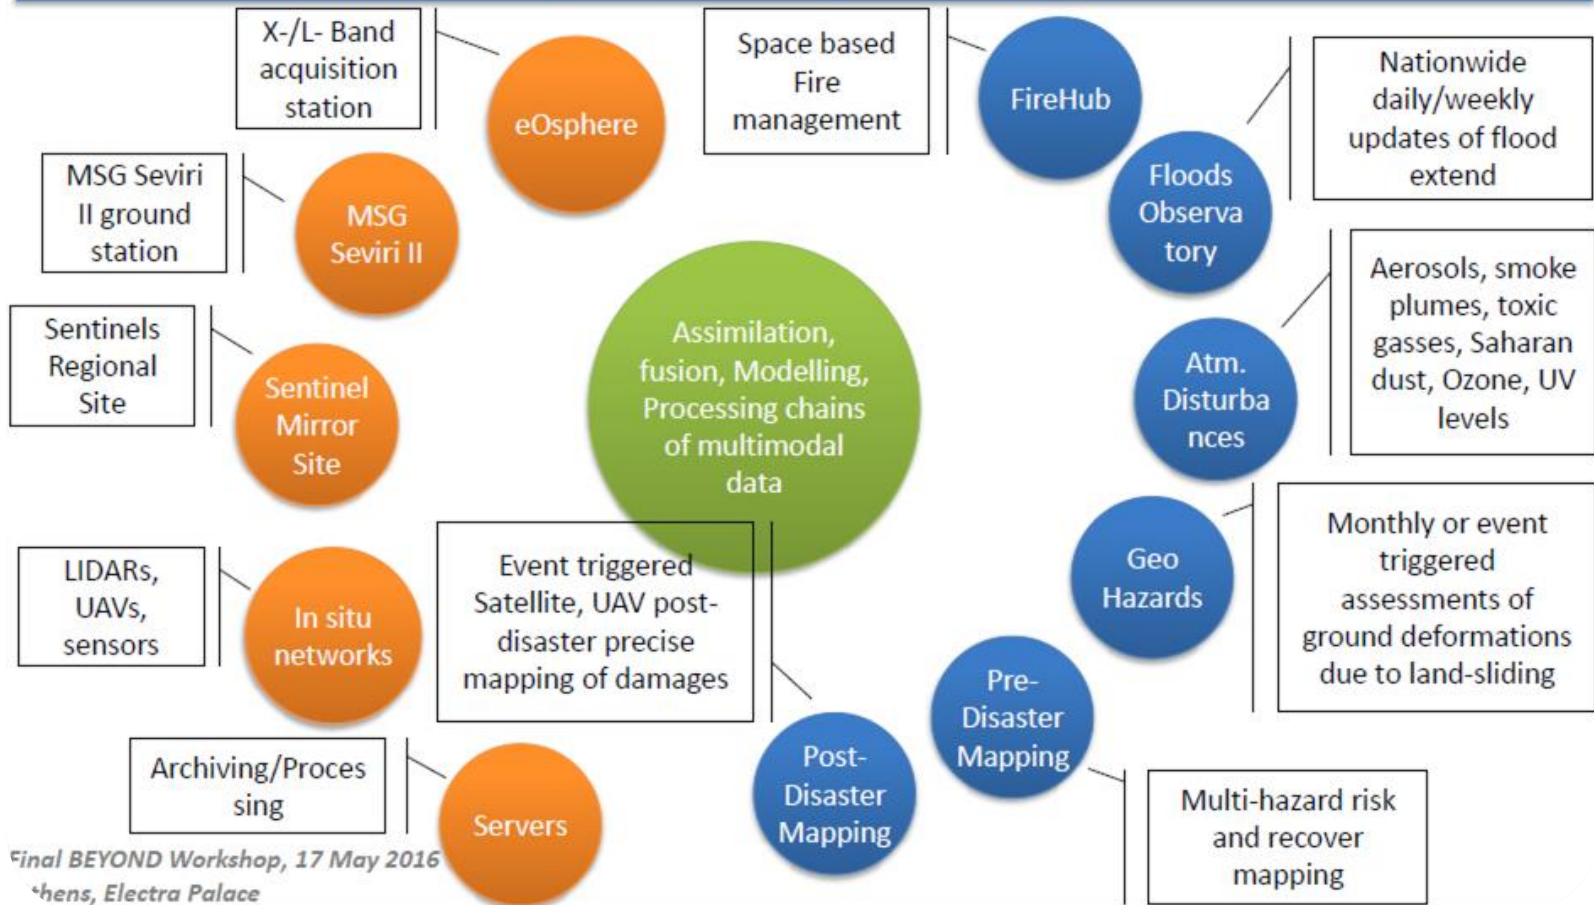 X-/L- Band
acquisition
station
eOsphere
MSG Seviri
II ground
station
MSG
Seviri II
Sentinels
Regional
Site
Sentinel
Mirror
Site
LIDARs,
UAVs,
sensors
In situ
networks
Archiving/Proces
sing
Servers
Assimilation,
fusion, Modelling,
Processing chains
of multimodal
data
Space based
Fire
management
FireHub
Nationwide
daily/weekly
updates of flood
extend
Floods
Observa
tory
Aerosols, smoke
plumes, toxic
gasses, Saharan
dust, Ozone, UV
levels
Atm.
Disturba
nces
Monthly or event
triggered
assessments of
ground deformations
due to land-sliding
Geo
Hazards
Pre-
Disaster
Mapping
Multi-hazard risk
and recover
mapping
Event triggered
Satellite, UAV post-
disaster precise
mapping of damages
Post-
Disaster
Mapping
Final BEYOND Workshop, 17 May 2016
thens, Electra Palace